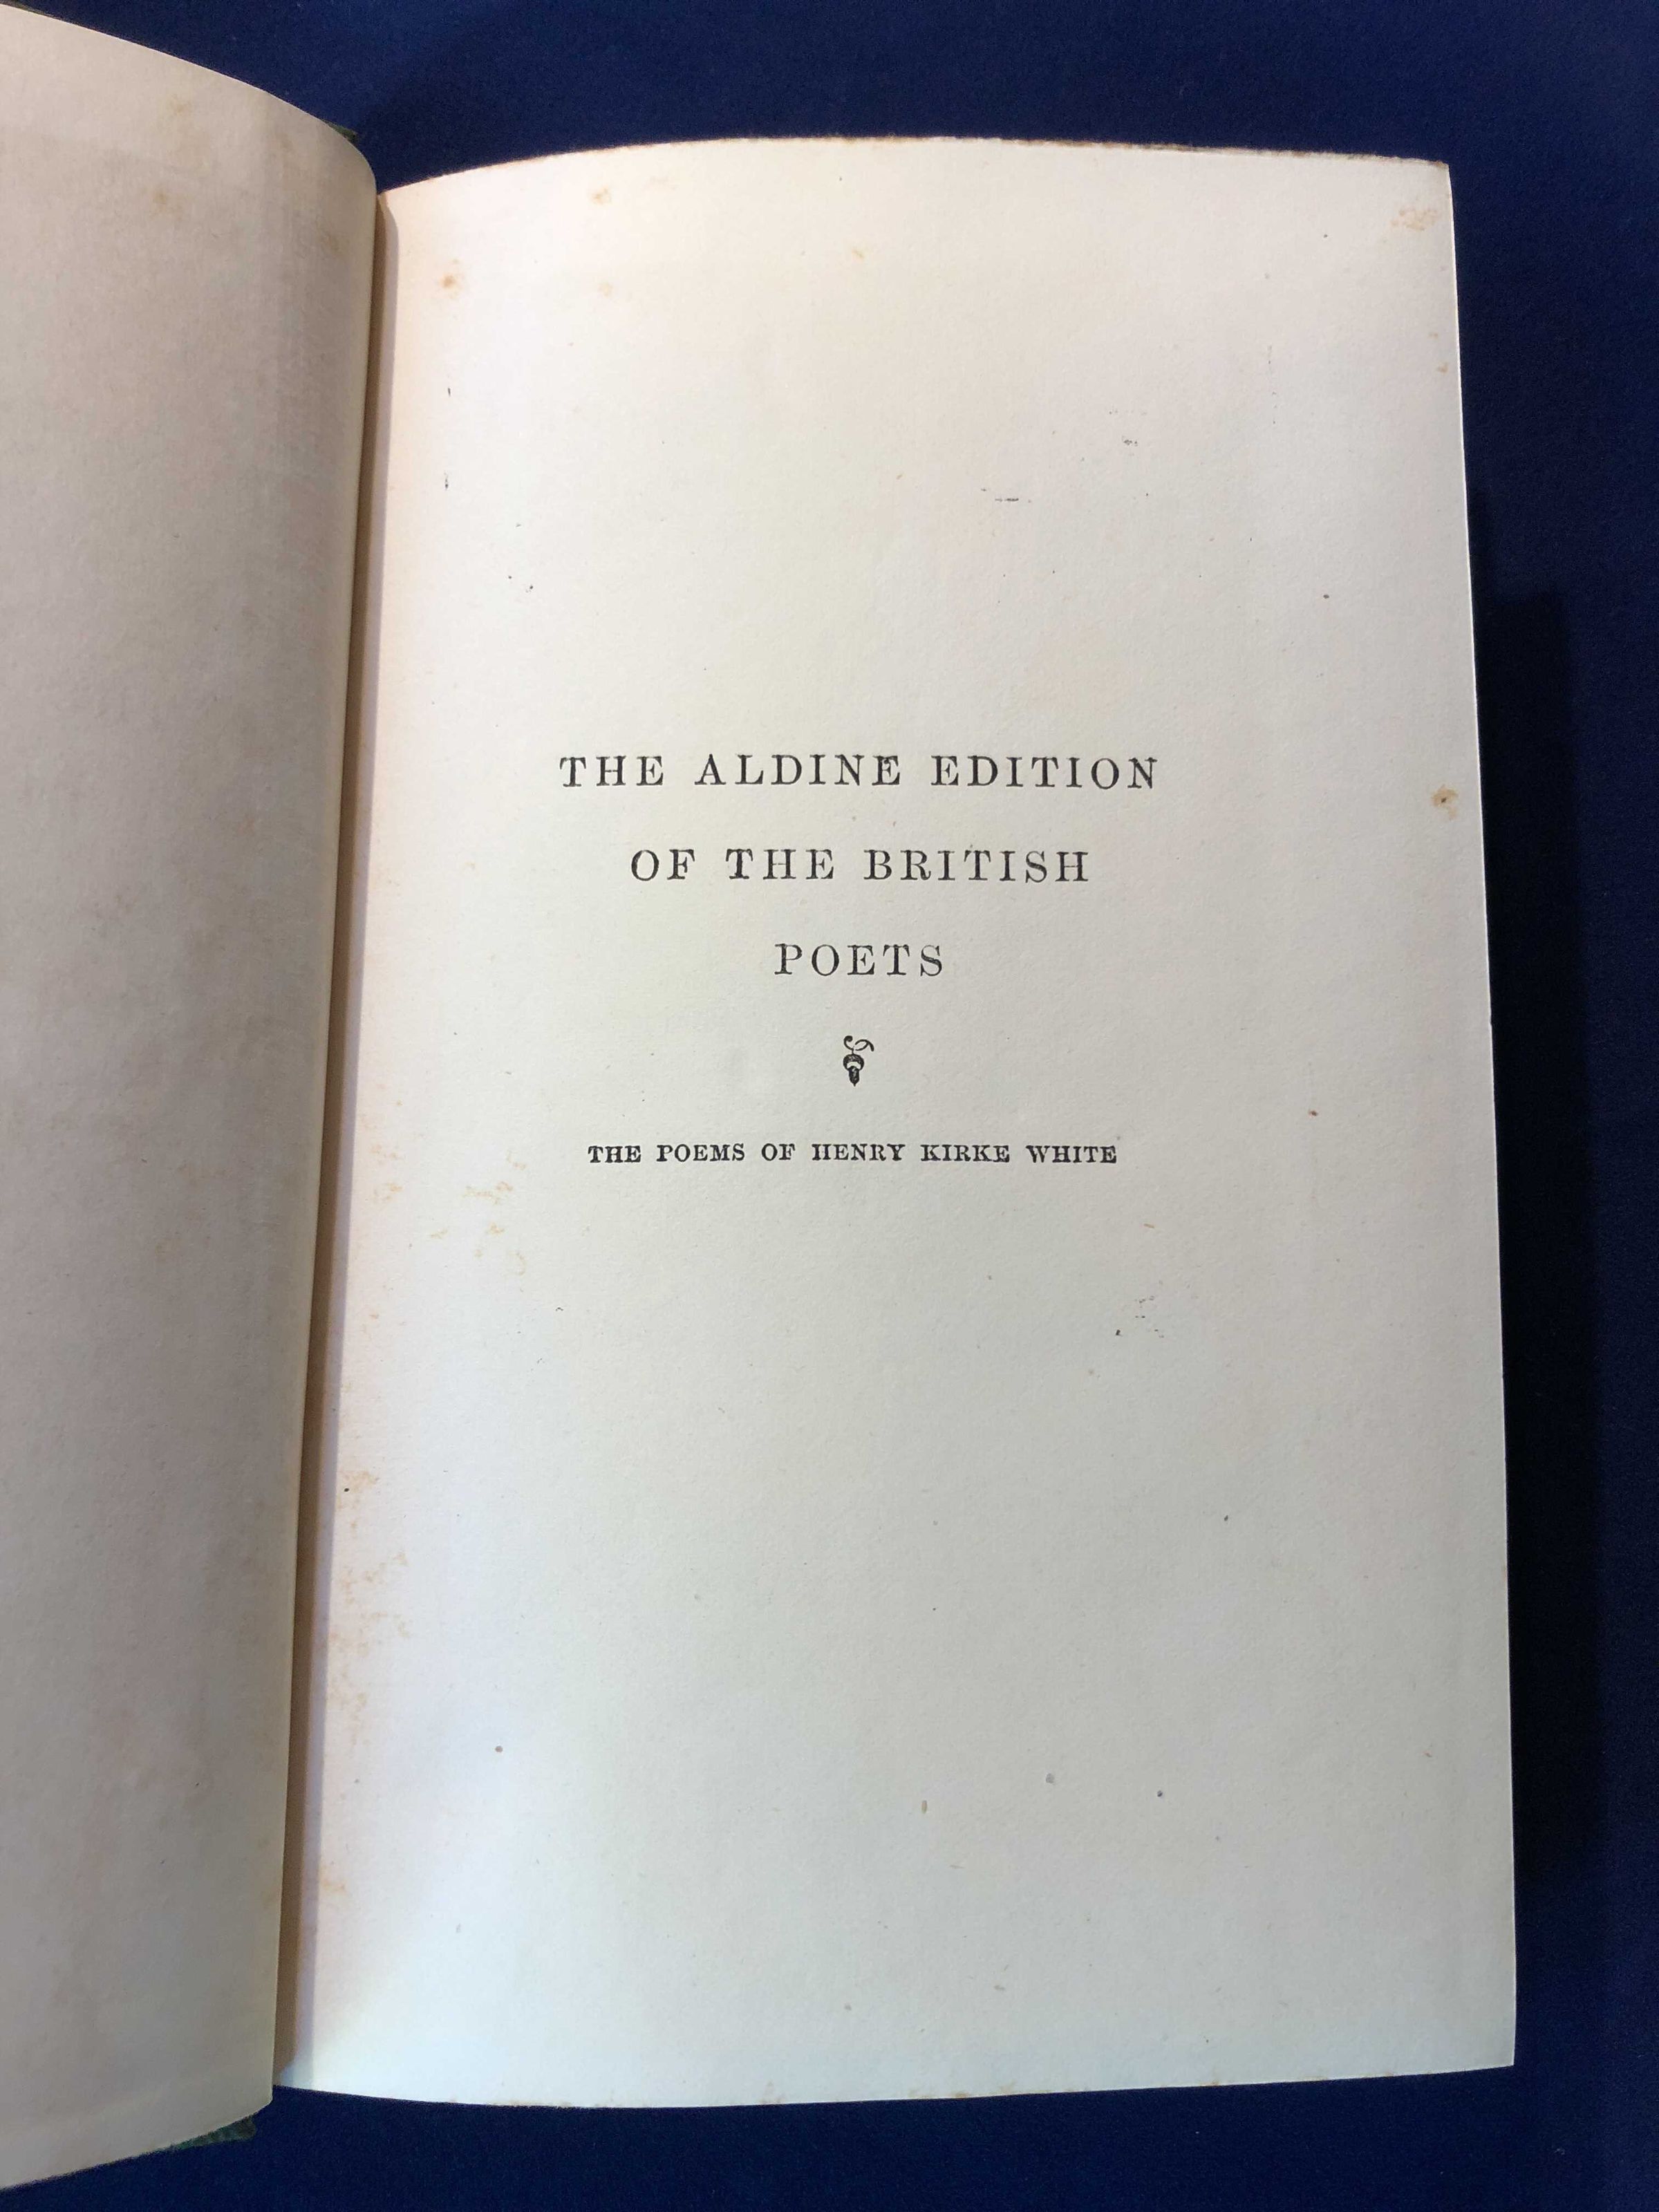 THE ALDINE EDITION
OF THE BRITISH
POETS
THE POEMS OF HENRY KIRKE WHITE